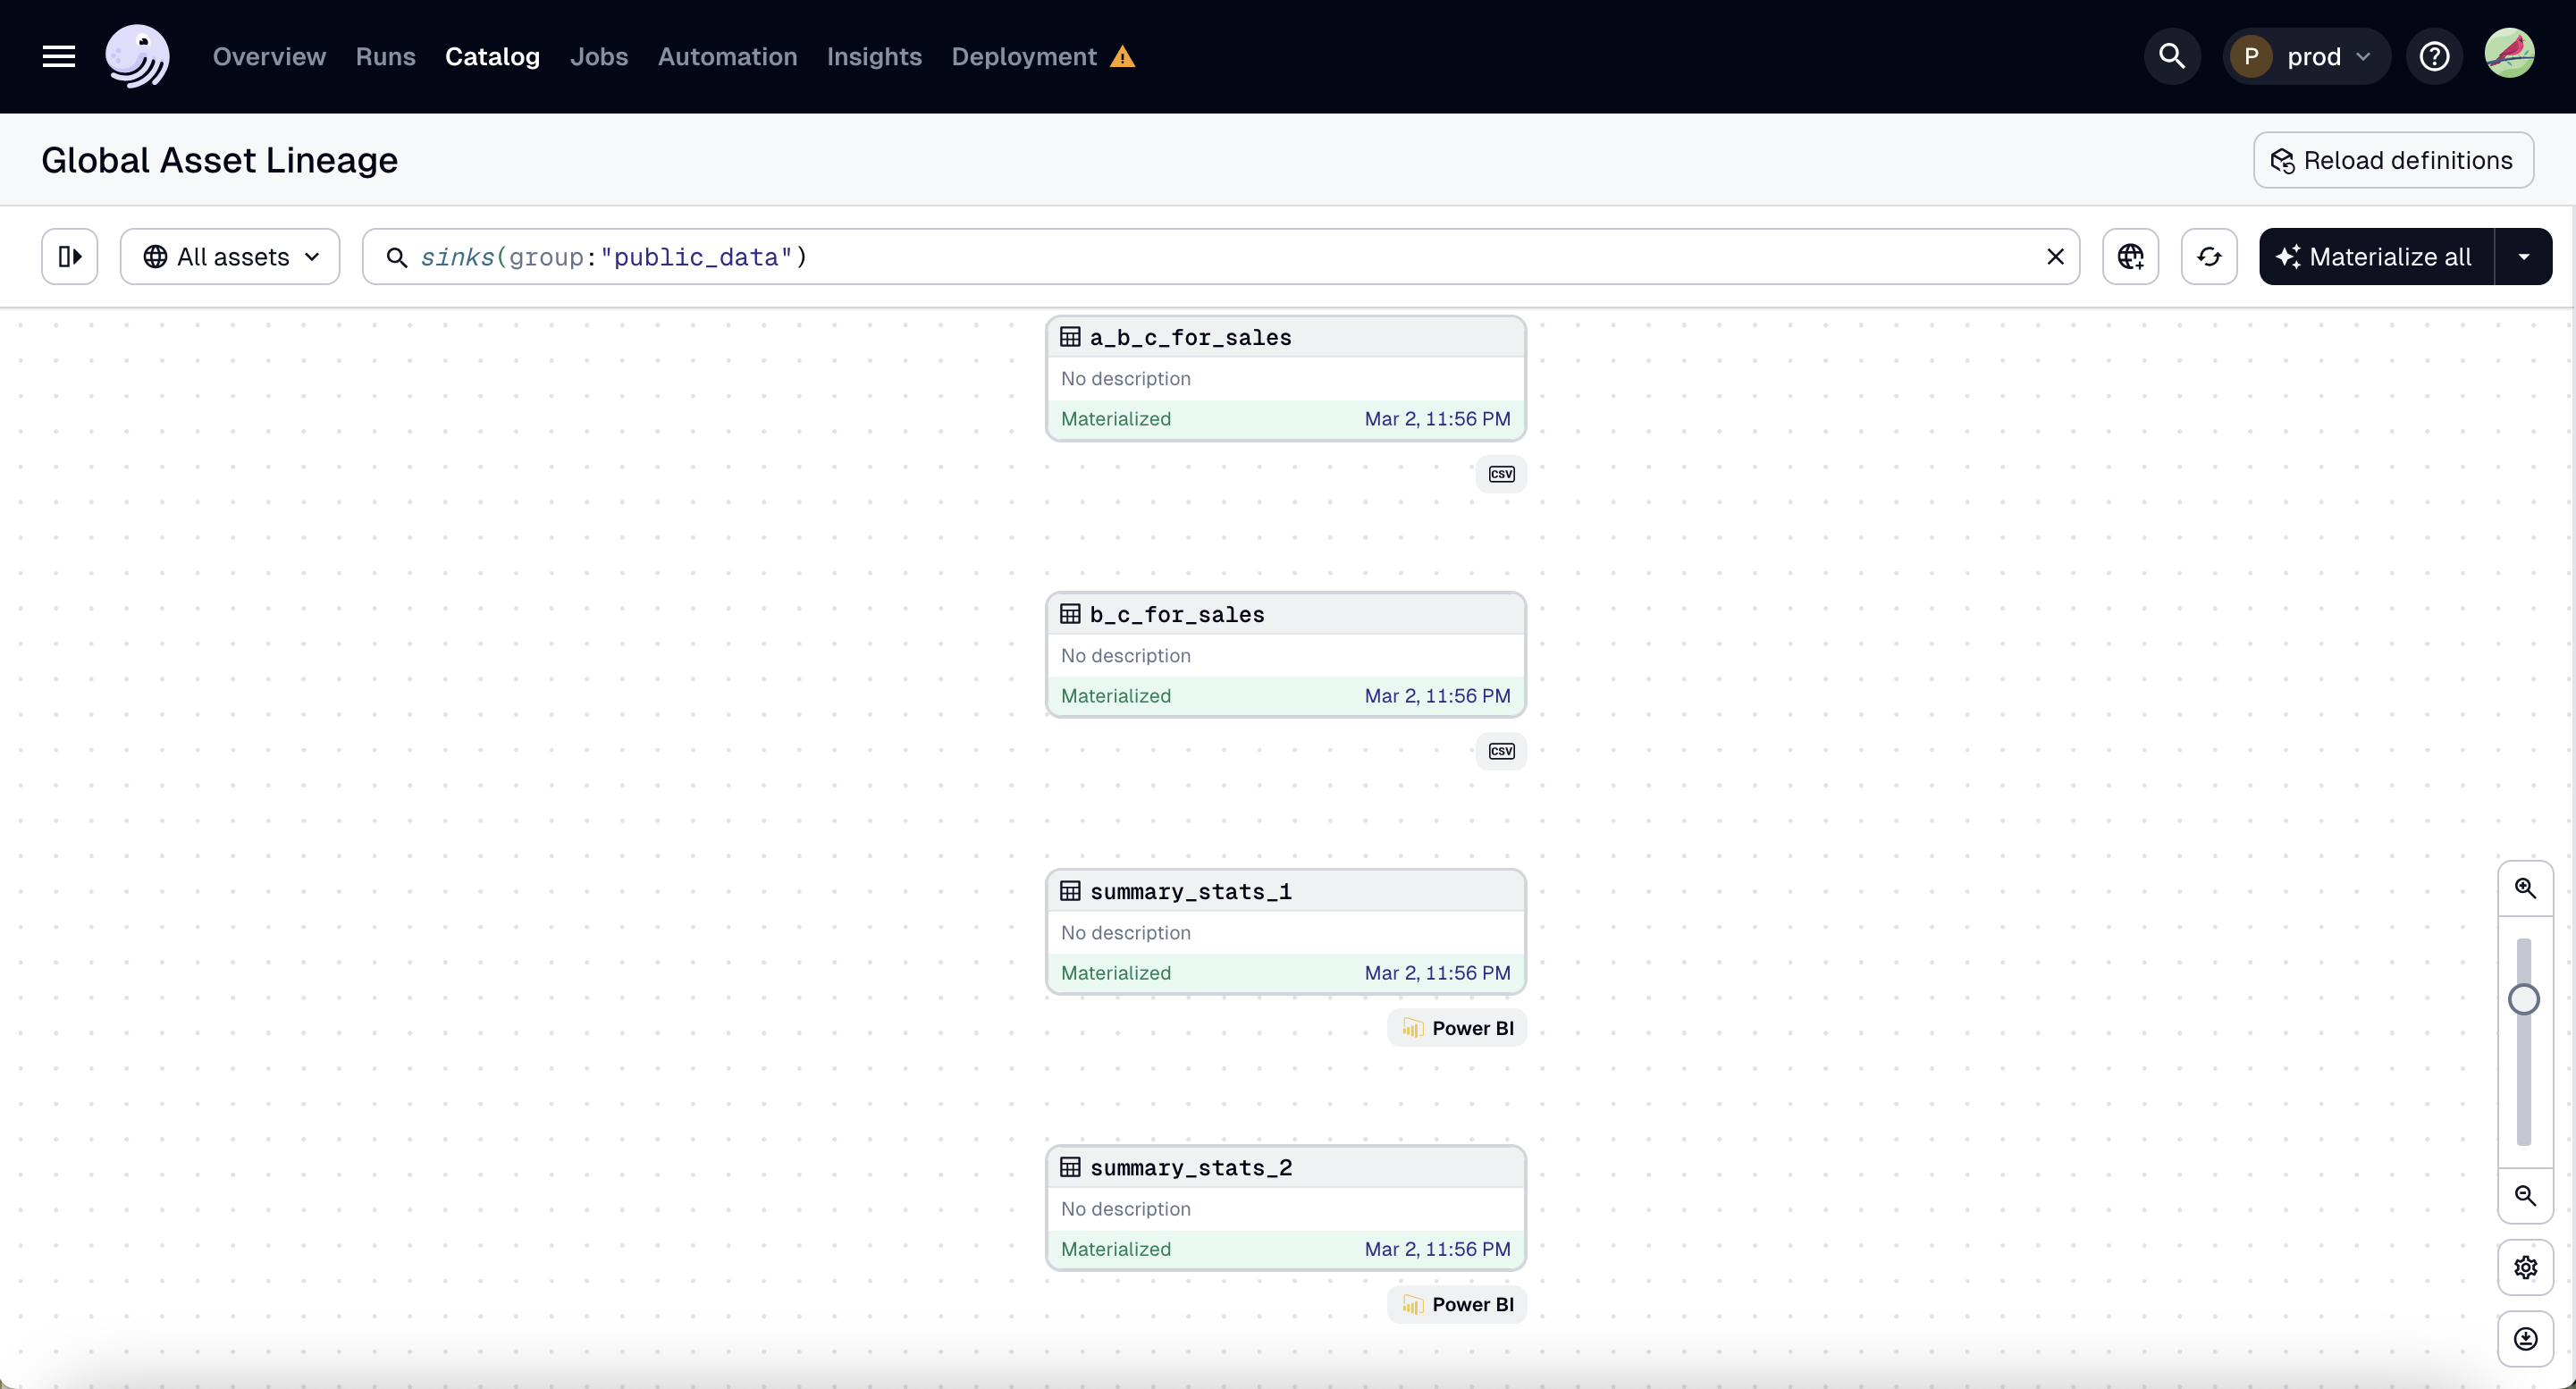 Overview Runs Catalog Jobs Automation Insights Deployment P prod
Global Asset Lineage Reload definitions
All assets sinks(group:"public_data") Materialize all
a_b_c_for_sales
No description
Materialized Mar 2, 11:56 PM
CSV
b_c_for_sales
No description
Materialized Mar 2, 11:56 PM
CSV
summary_stats_1
No description
Materialized Mar 2, 11:56 PM
Power BI
summary_stats_2
No description
Materialized Mar 2, 11:56 PM
Power BI